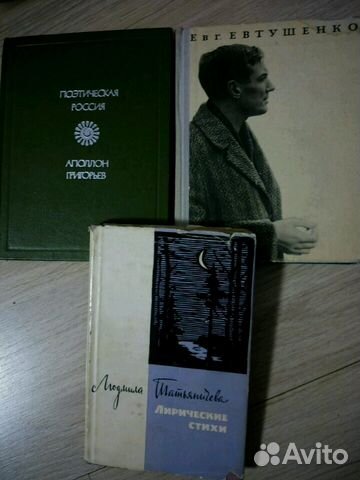 ПОЭТИЧЕСКАЯ
РОССИЯ
АПОЛЛОН
ГРИГОРЬЕВ
Евг. ЕВТУШЕНКО
Людмила Татьяничева
ЛИРИЧЕСКИЕ
СТИХИ
Avito